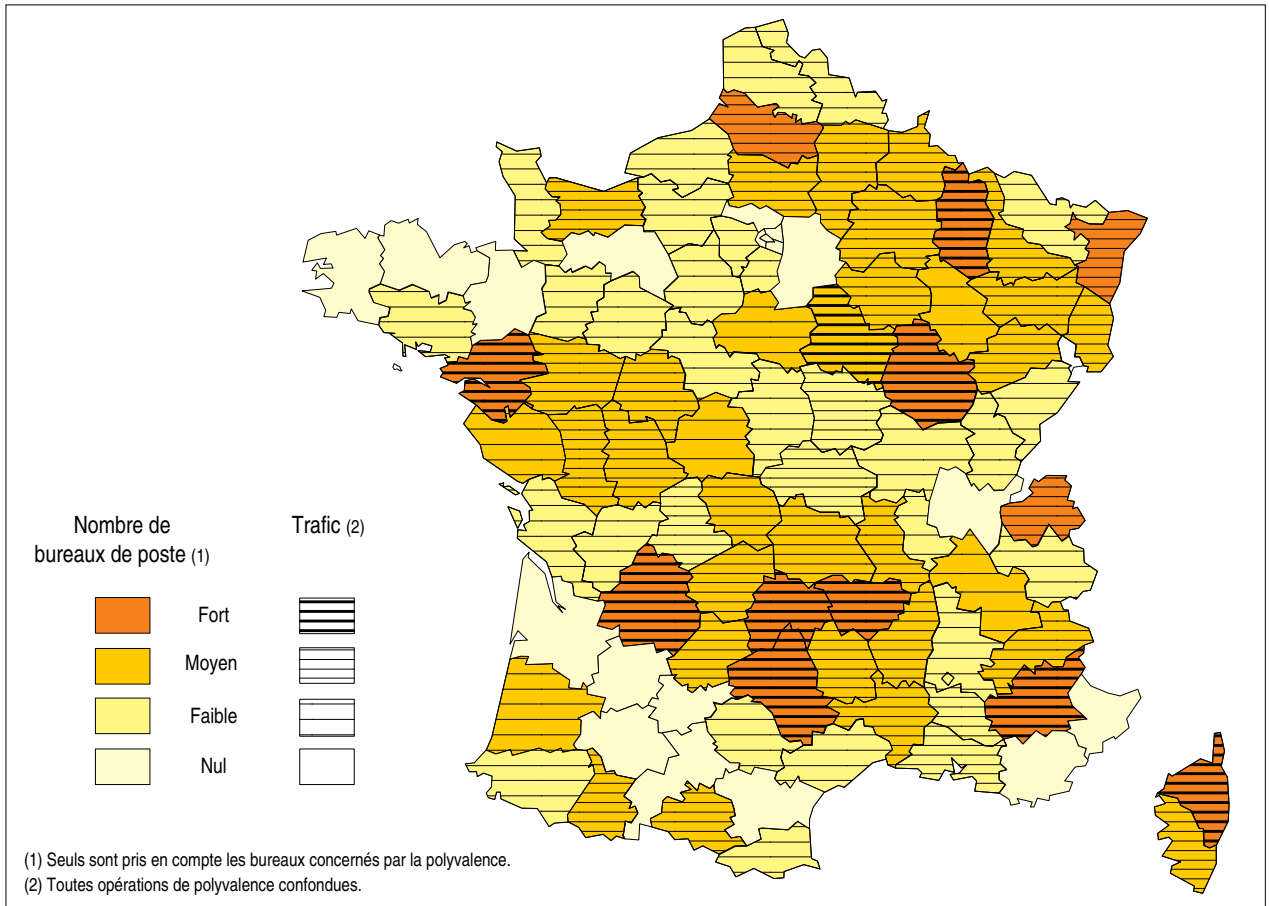 Nombre de
bureaux de poste (1)
Trafic (2)
Fort
Moyen
Faible
Nul
(1) Seuls sont pris en compte les bureaux concernés par la polyvalence.
(2) Toutes opérations de polyvalence confondues.